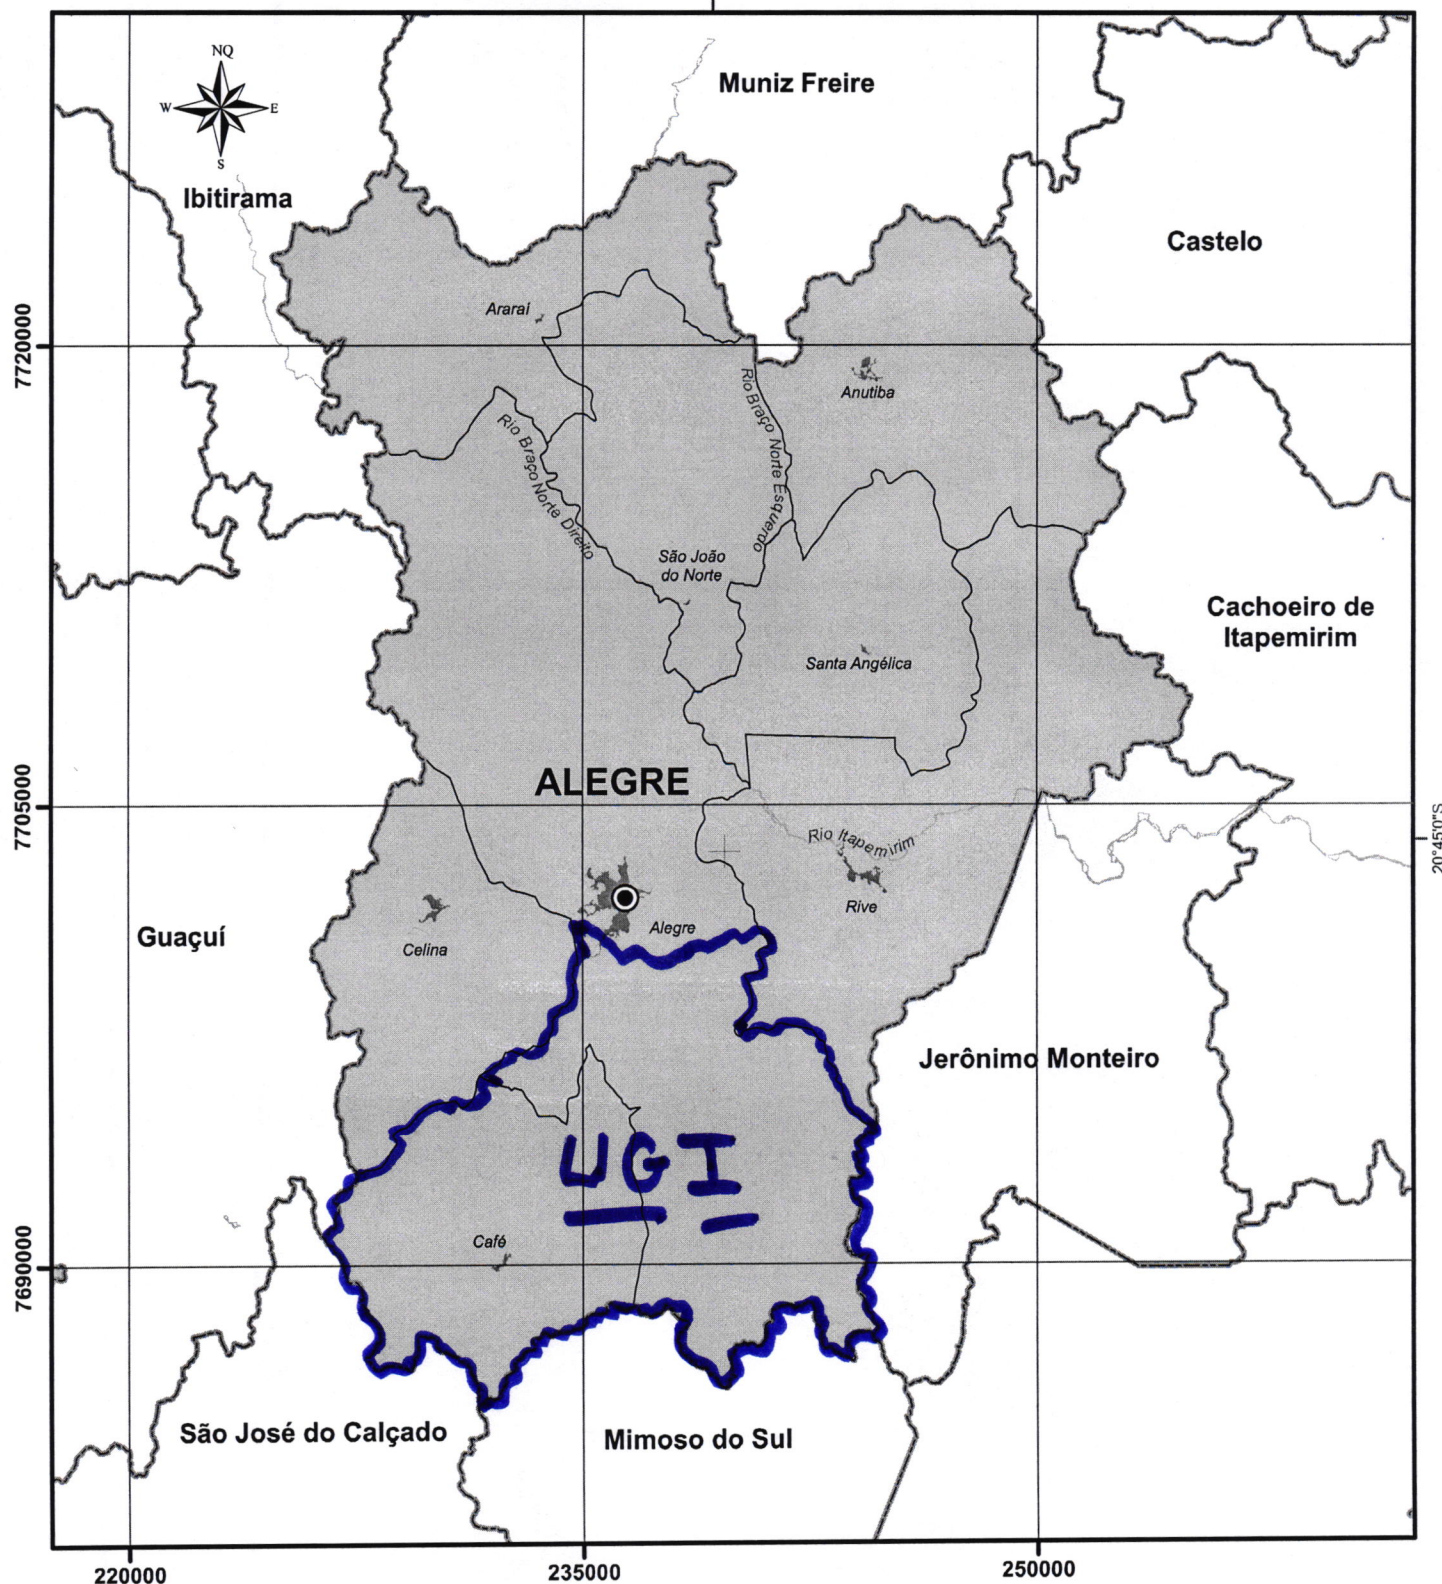 Muniz Freire
NQ
W
E
S
Ibitirama
Castelo
Araraí
7720000
Anutiba
Rio Braço Norte Esquerdo
Rio Braço Norte Direito
São João
do Norte
Cachoeiro de
Itapemirim
Santa Angélica
ALEGRE
7705000
Rio Itapemirim
20°45'0"S
Rive
Alegre
Guaçuí
Celina
Jerônimo Monteiro
UGI
Café
7690000
São José do Calçado
Mimoso do Sul
220000
235000
250000